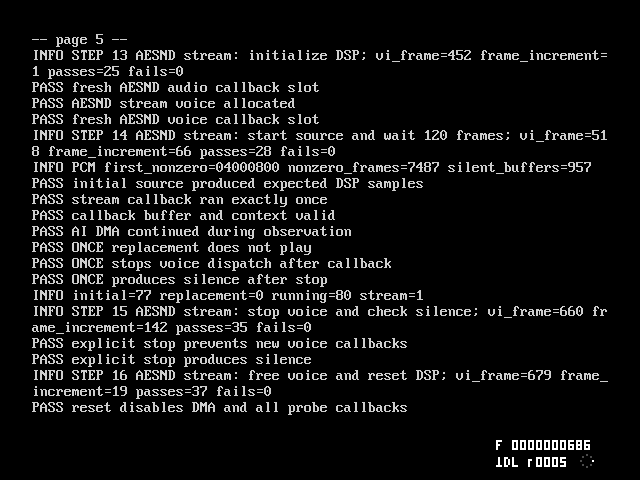 -- page 5 --
INFO STEP 13 AESND stream: initialize DSP; vi_frame=452 frame_increment=
1 passes=25 fails=0
PASS fresh AESND audio callback slot
PASS AESND stream voice allocated
PASS fresh AESND voice callback slot
INFO STEP 14 AESND stream: start source and wait 120 frames; vi_frame=51
8 frame_increment=66 passes=28 fails=0
INFO PCM first_nonzero=04000800 nonzero_frames=7487 silent_buffers=957
PASS initial source produced expected DSP samples
PASS stream callback ran exactly once
PASS callback buffer and context valid
PASS AI DMA continued during observation
PASS ONCE replacement does not play
PASS ONCE stops voice dispatch after callback
PASS ONCE produces silence after stop
INFO initial=77 replacement=0 running=80 stream=1
INFO STEP 15 AESND stream: stop voice and check silence; vi_frame=660 fr
ame_increment=142 passes=35 fails=0
PASS explicit stop prevents new voice callbacks
PASS explicit stop produces silence
INFO STEP 16 AESND stream: free voice and reset DSP; vi_frame=679 frame_
increment=19 passes=37 fails=0
PASS reset disables DMA and all probe callbacks
F 0000000686
IDL r0005